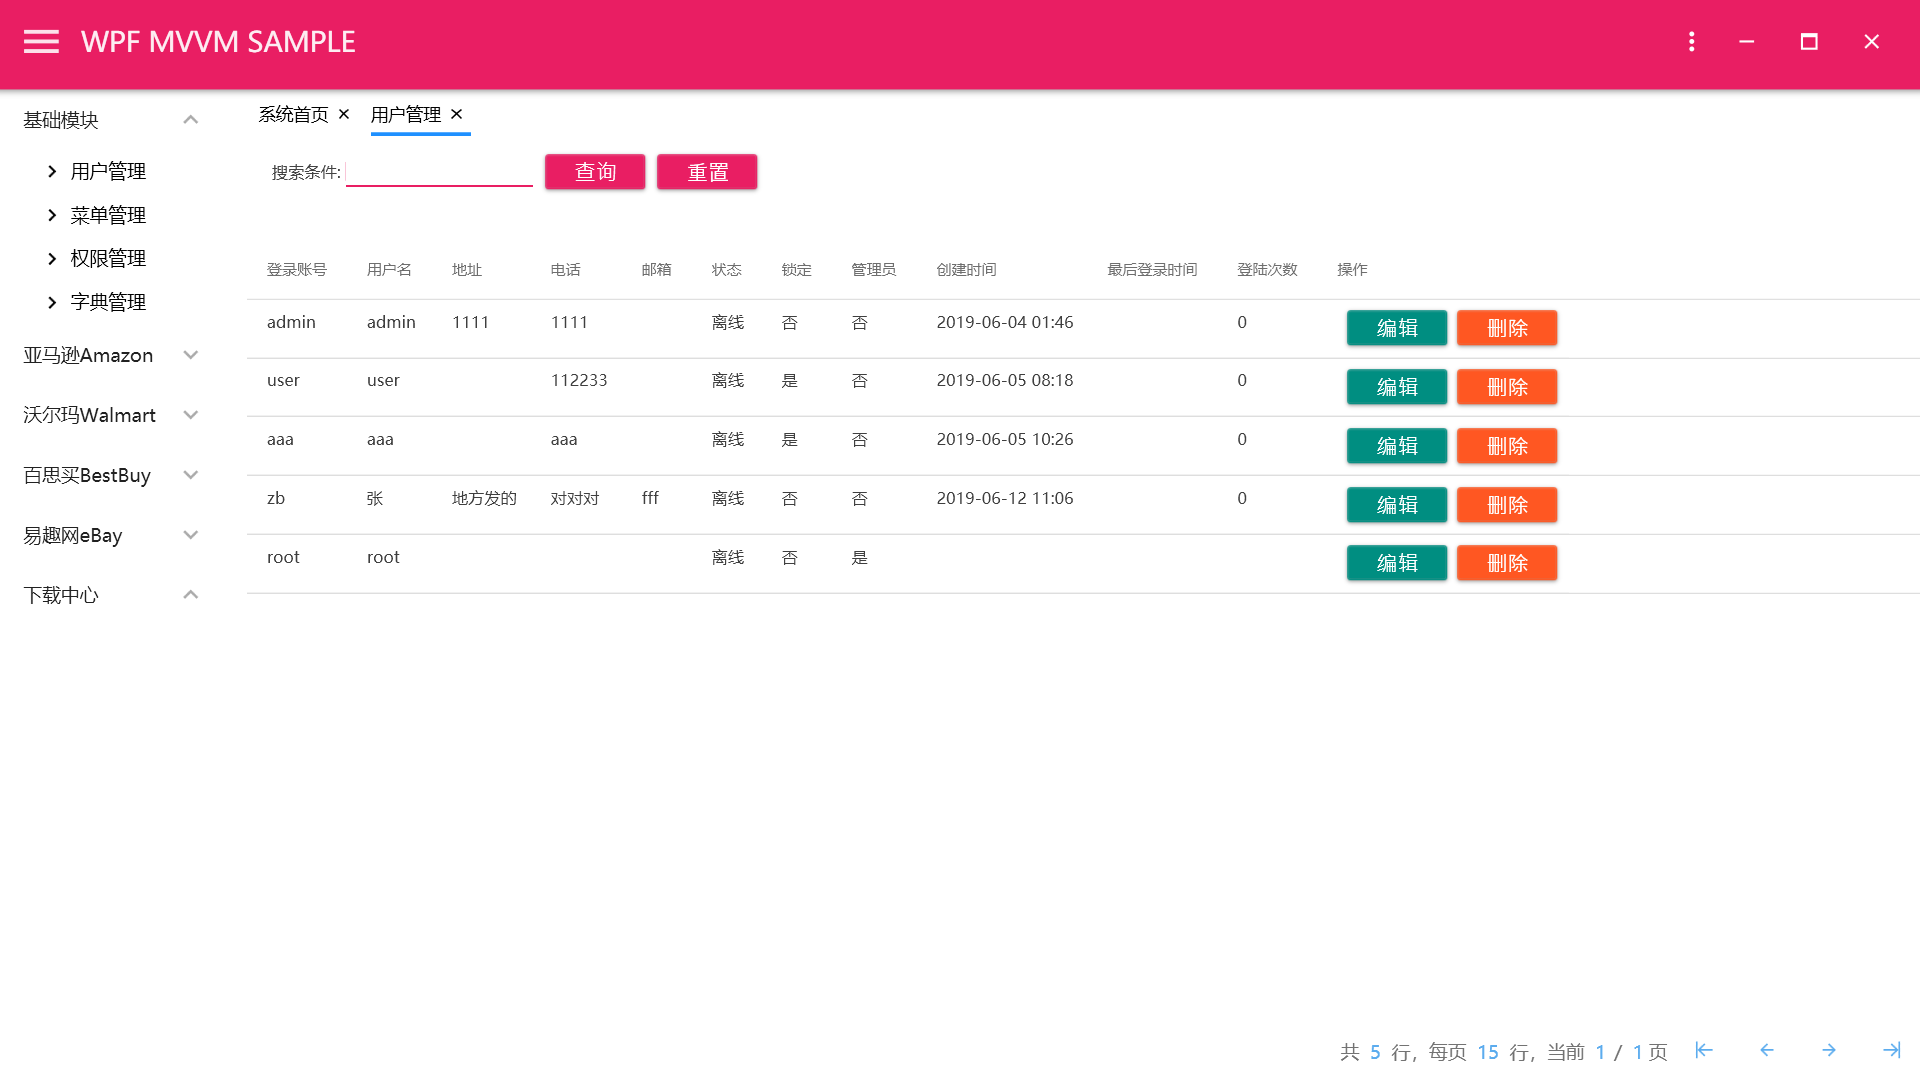 WPF MVVM SAMPLE
基础模块
用户管理
菜单管理
权限管理
字典管理
亚马逊Amazon
沃尔玛Walmart
百思买BestBuy
易趣网eBay
下载中心
系统首页 用户管理
搜索条件: 查询 重置
登录账号 用户名 地址 电话 邮箱 状态 锁定 管理员 创建时间 最后登录时间 登陆次数 操作
admin admin 1111 1111 离线 否 否 2019-06-04 01:46 0 编辑 删除
user user 112233 离线 是 否 2019-06-05 08:18 0 编辑 删除
aaa aaa aaa 离线 是 否 2019-06-05 10:26 0 编辑 删除
zb 张 地方发的 对对对 fff 离线 否 否 2019-06-12 11:06 0 编辑 删除
root root 离线 否 是 编辑 删除
共 5 行, 每页 15 行, 当前 1 / 1 页